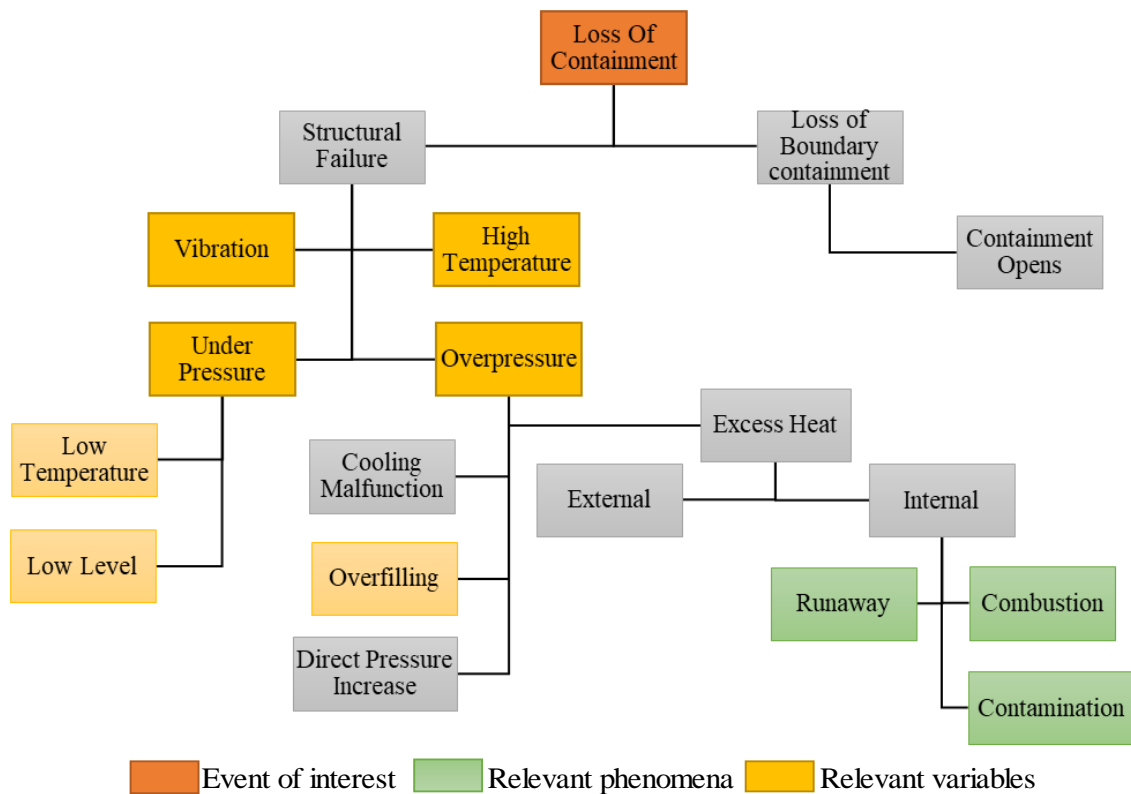 Loss Of
Containment
Structural
Failure
Loss of
Boundary
containment
Vibration
High
Temperature
Containment
Opens
Under
Pressure
Overpressure
Low
Temperature
Cooling
Malfunction
Excess Heat
External
Internal
Low Level
Overfilling
Runaway
Combustion
Direct Pressure
Increase
Contamination
Event of interest
Relevant phenomena
Relevant variables